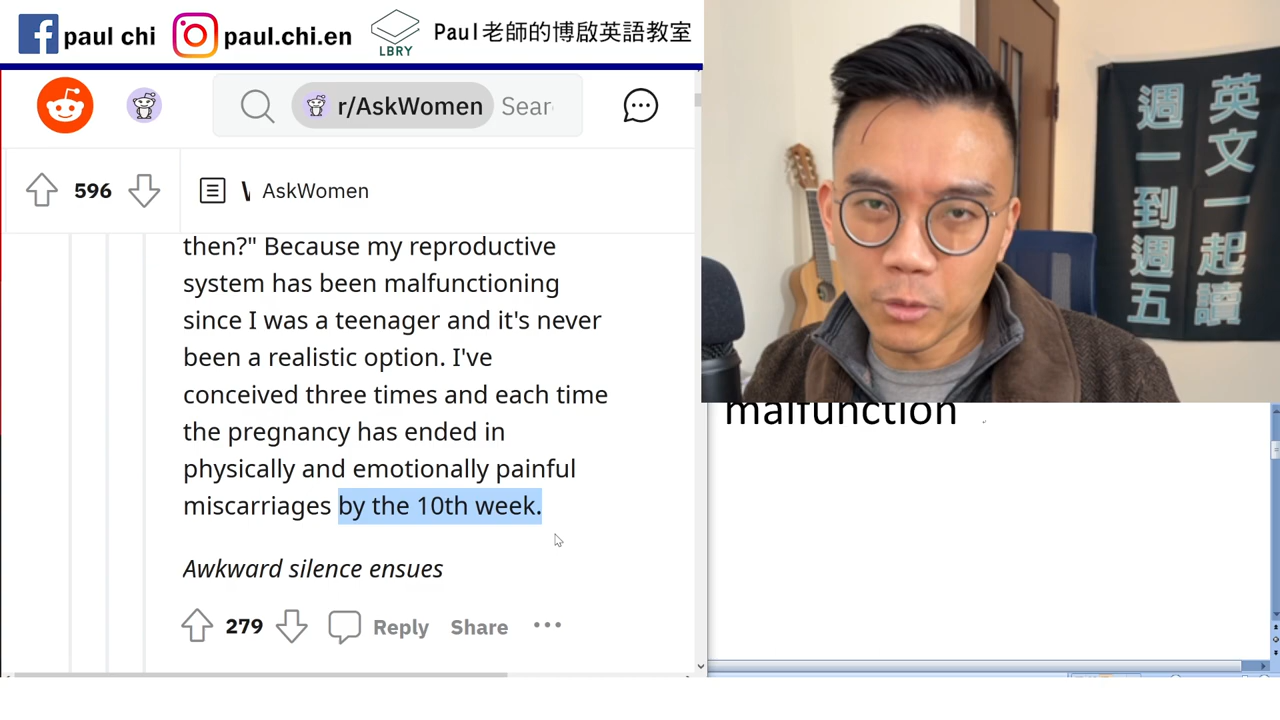 paul chi
paul.chi.en
LBRY
Paul老師的博啟英語教室
r/AskWomen
596
AskWomen
then?" Because my reproductive
system has been malfunctioning
since I was a teenager and it's never
been a realistic option. I've
conceived three times and each time
the pregnancy has ended in
physically and emotionally painful
miscarriages by the 10th week.
Awkward silence ensues
279
Reply
Share
英文一起讀
週一到週五
malfunction